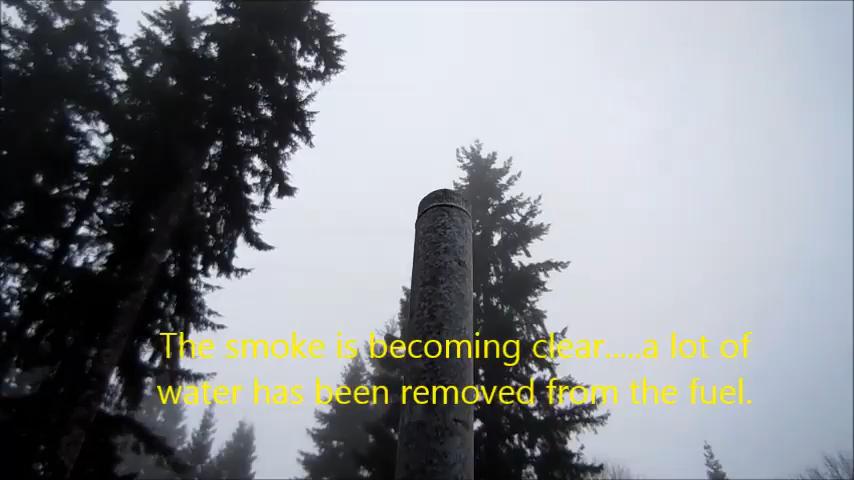 The smoke is becoming clear.....a lot of
water has been removed from the fuel.